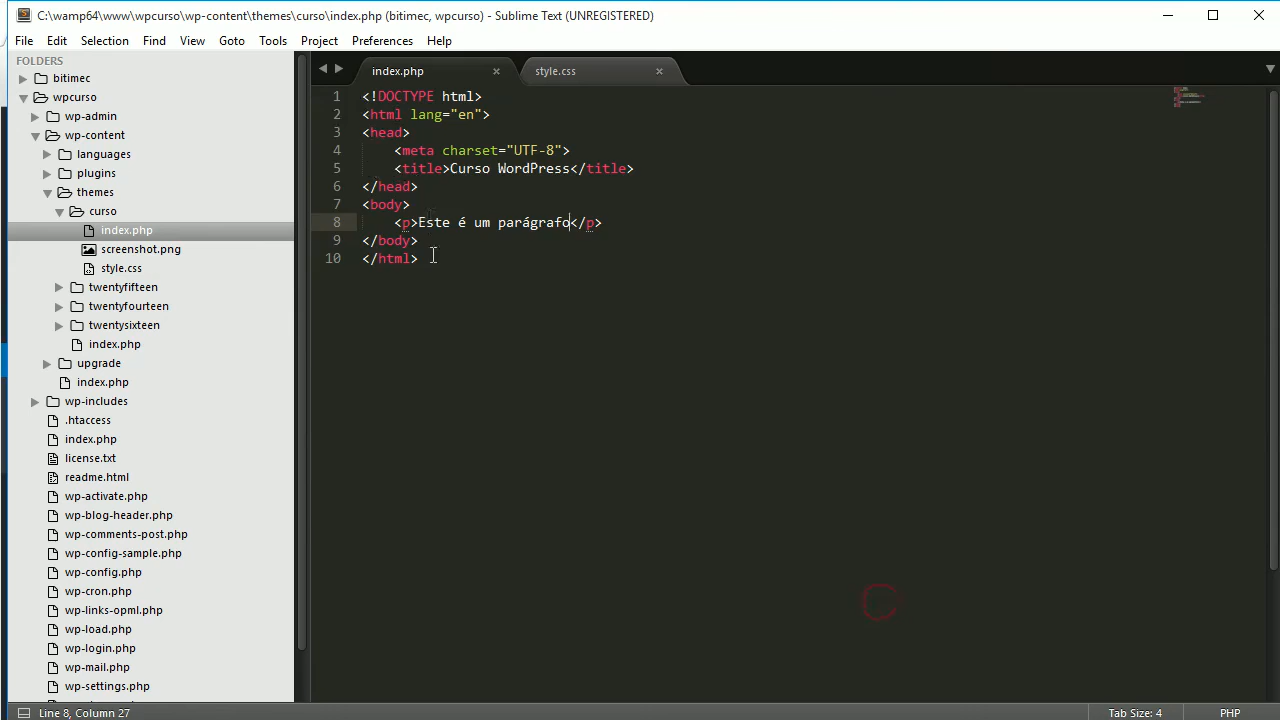 C:\wamp64\www\wpcurso\wp-content\themes\curso\index.php (bitimec, wpcurso) - Sublime Text (UNREGISTERED)
File Edit Selection Find View Goto Tools Project Preferences Help
FOLDERS
bitimec
wpcurso
wp-admin
wp-content
languages
plugins
themes
curso
index.php
screenshot.png
style.css
twentyfifteen
twentyfourteen
twentysixteen
index.php
upgrade
index.php
wp-includes
.htaccess
index.php
license.txt
readme.html
wp-activate.php
wp-blog-header.php
wp-comments-post.php
wp-config-sample.php
wp-config.php
wp-cron.php
wp-links-opml.php
wp-load.php
wp-login.php
wp-mail.php
wp-settings.php
index.php style.css
1 <!DOCTYPE html>
2 <html lang="en">
3 <head>
4 <meta charset="UTF-8">
5 <title>Curso WordPress</title>
6 </head>
7 <body>
8 <p>Este é um parágrafo</p>
9 </body>
10 </html>
Line 8, Column 27 Tab Size: 4 PHP